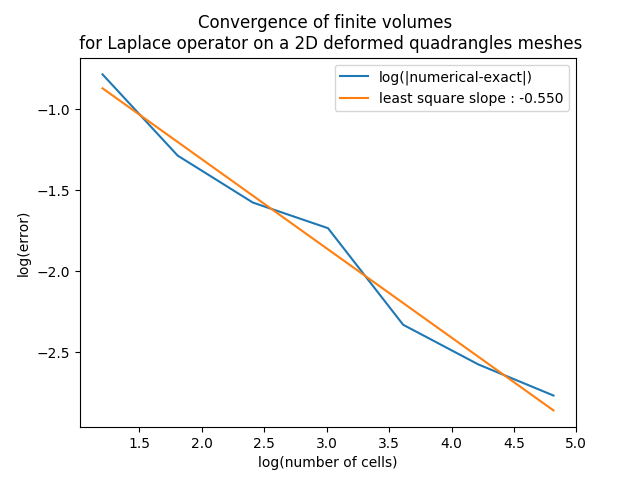 Convergence of finite volumes
for Laplace operator on a 2D deformed quadrangles meshes
log(|numerical-exact|)
least square slope : -0.550
log(error)
−1.0
−1.5
−2.0
−2.5
1.5 2.0 2.5 3.0 3.5 4.0 4.5 5.0
log(number of cells)